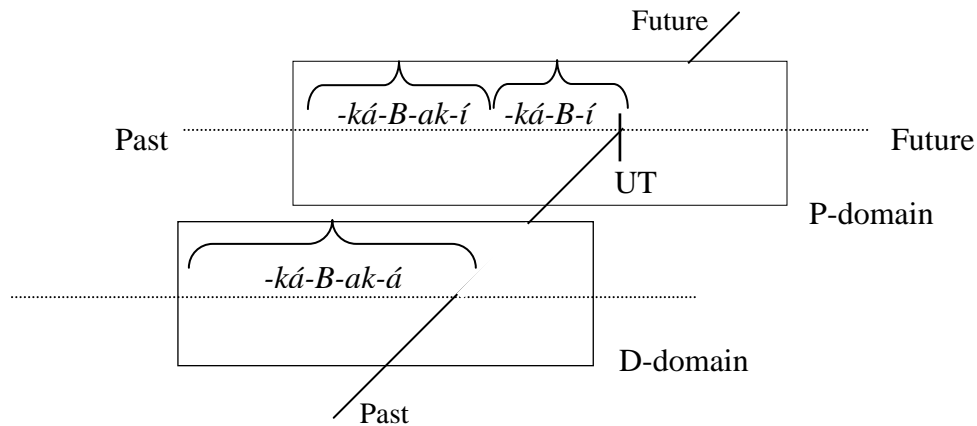 Future
-ká-B-ak-í -ká-B-í
Past Future
UT
P-domain
-ká-B-ak-á
D-domain
Past